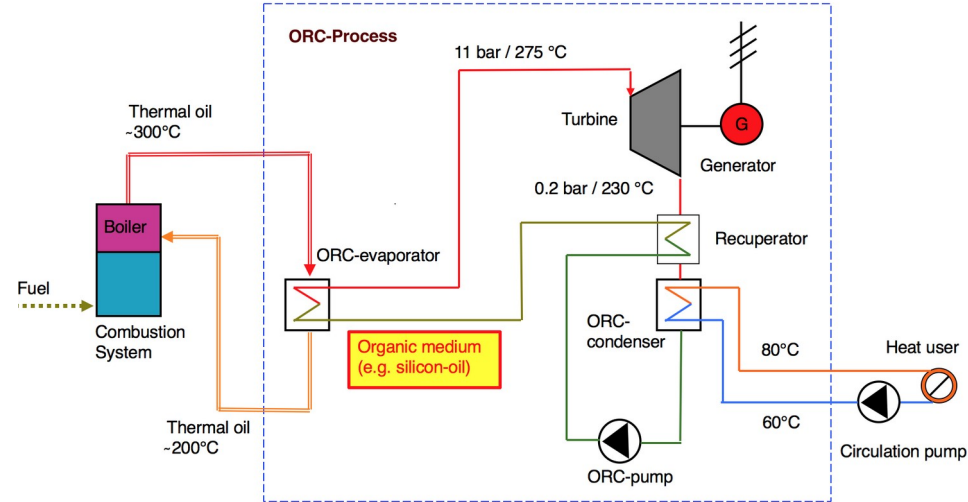 ORC-Process
11 bar / 275 °C
Thermal oil
~300°C
Turbine
G
Generator
0.2 bar / 230 °C
Boiler
Recuperator
ORC-evaporator
Fuel
Combustion
System
Organic medium
(e.g. silicon-oil)
ORC-
condenser
80°C
Heat user
60°C
Thermal oil
~200°C
Circulation pump
ORC-pump